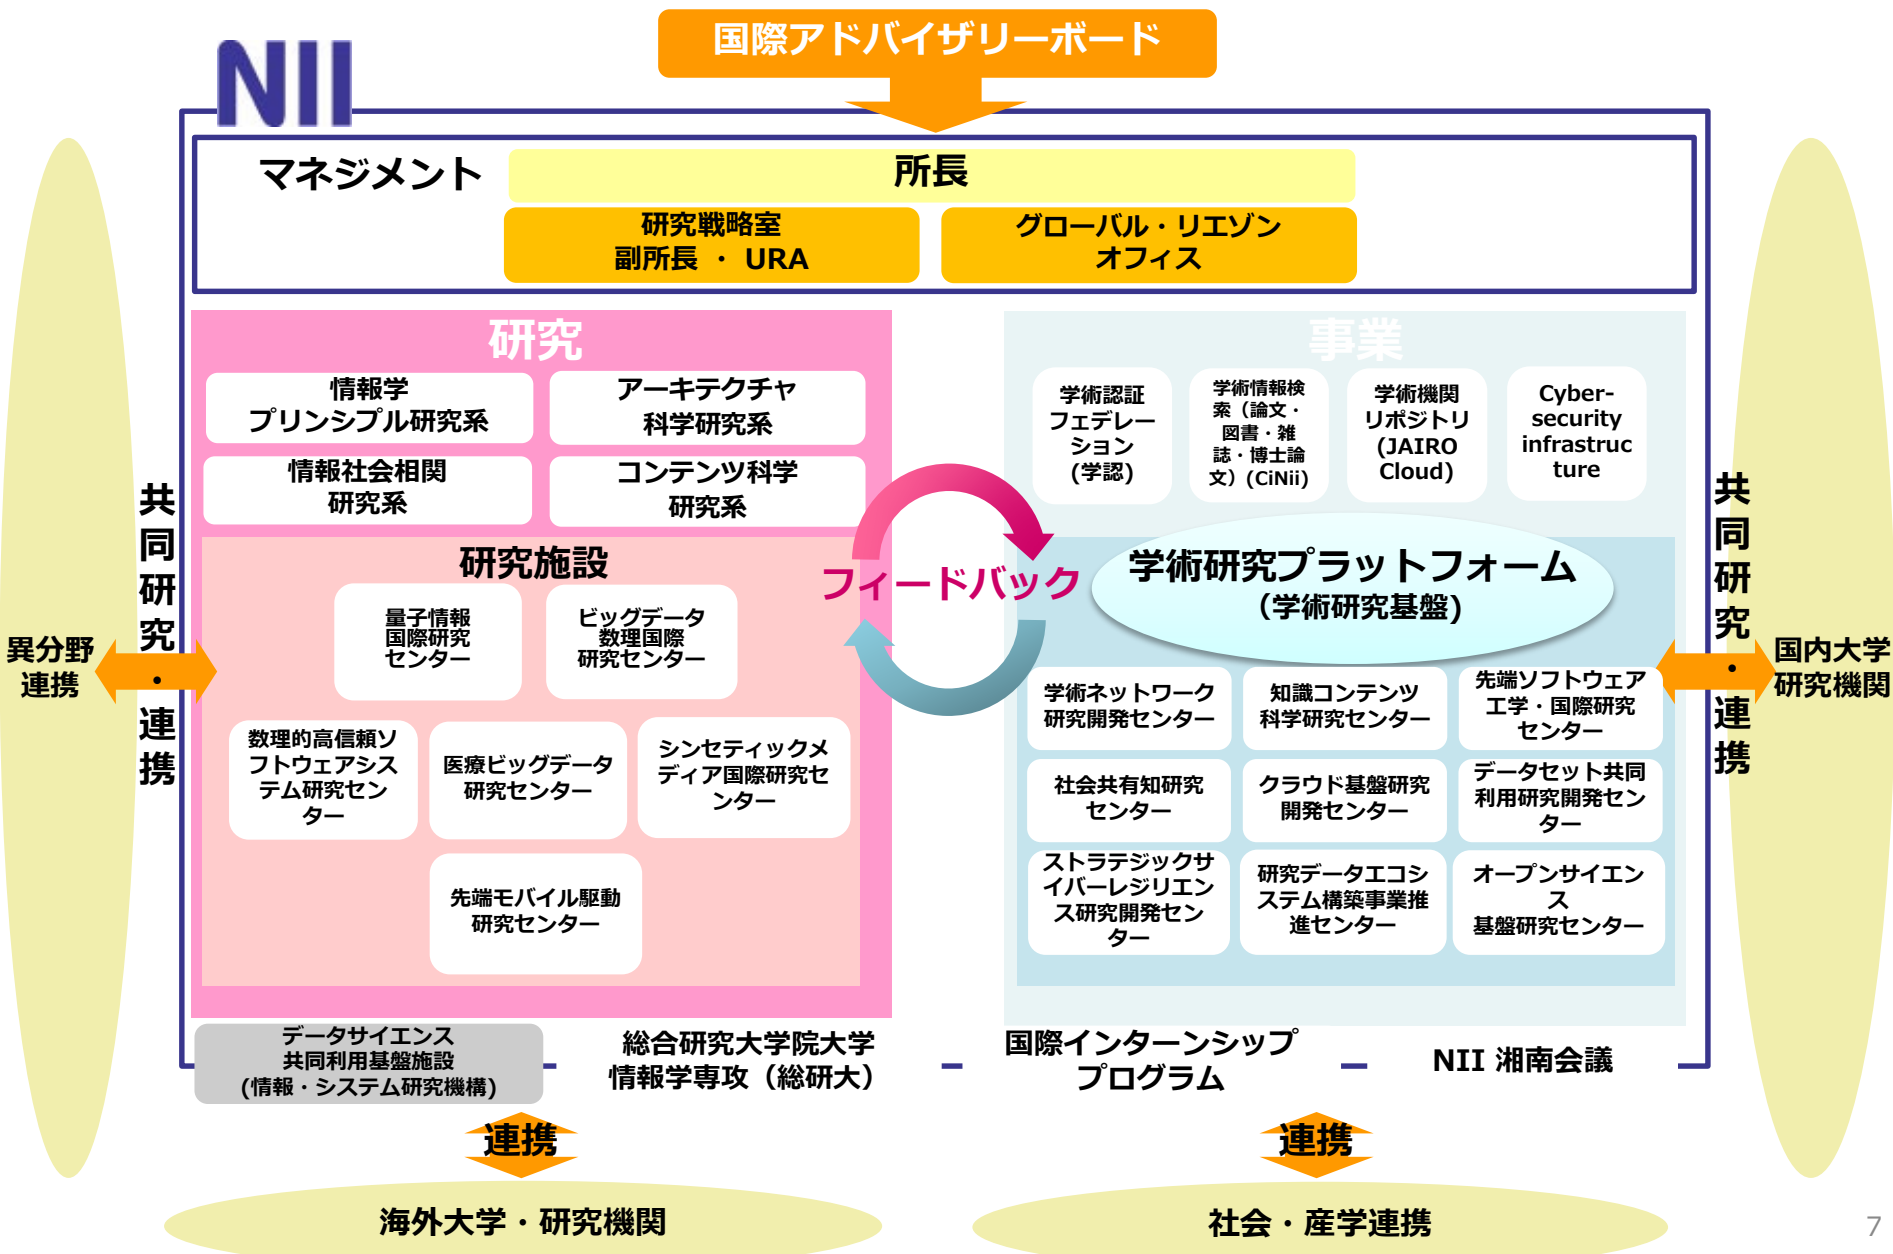 国際アドバイザリーボード
NII
マネジメント
所長
研究戦略室
副所長 ・ URA
グローバル・リエゾン
オフィス
研究
情報学
プリンシプル研究系
アーキテクチャ
科学研究系
情報社会相関
研究系
コンテンツ科学
研究系
研究施設
量子情報
国際研究
センター
ビッグデータ
数理国際
研究センター
数理的高信頼ソ
フトウェアシス
テム研究セン
ター
医療ビッグデータ
研究センター
シンセティックメ
ディア国際研究セ
ンター
先端モバイル駆動
研究センター
フィードバック
事業
学術認証
フェデレー
ション
(学認)
学術情報検
索（論文・
図書・雑
誌・博士論
文）(CiNii)
学術機関
リポジトリ
(JAIRO
Cloud)
Cyber-
security
infrastruc
ture
学術研究プラットフォーム
（学術研究基盤)
学術ネットワーク
研究開発センター
知識コンテンツ
科学研究センター
先端ソフトウェア
工学・国際研究
センター
社会共有知研究
センター
クラウド基盤研究
開発センター
データセット共同
利用研究開発セン
ター
ストラテジックサ
イバーレジリエン
ス研究開発セン
ター
研究データエコシ
ステム構築事業推
進センター
オープンサイエン
ス
基盤研究センター
共同研究・連携
異分野
連携
共同研究・連携
国内大学
研究機関
データサイエンス
共同利用基盤施設
(情報・システム研究機構)
総合研究大学院大学
情報学専攻（総研大）
国際インターンシップ
プログラム
NII 湘南会議
連携
連携
海外大学・研究機関
社会・産学連携
7